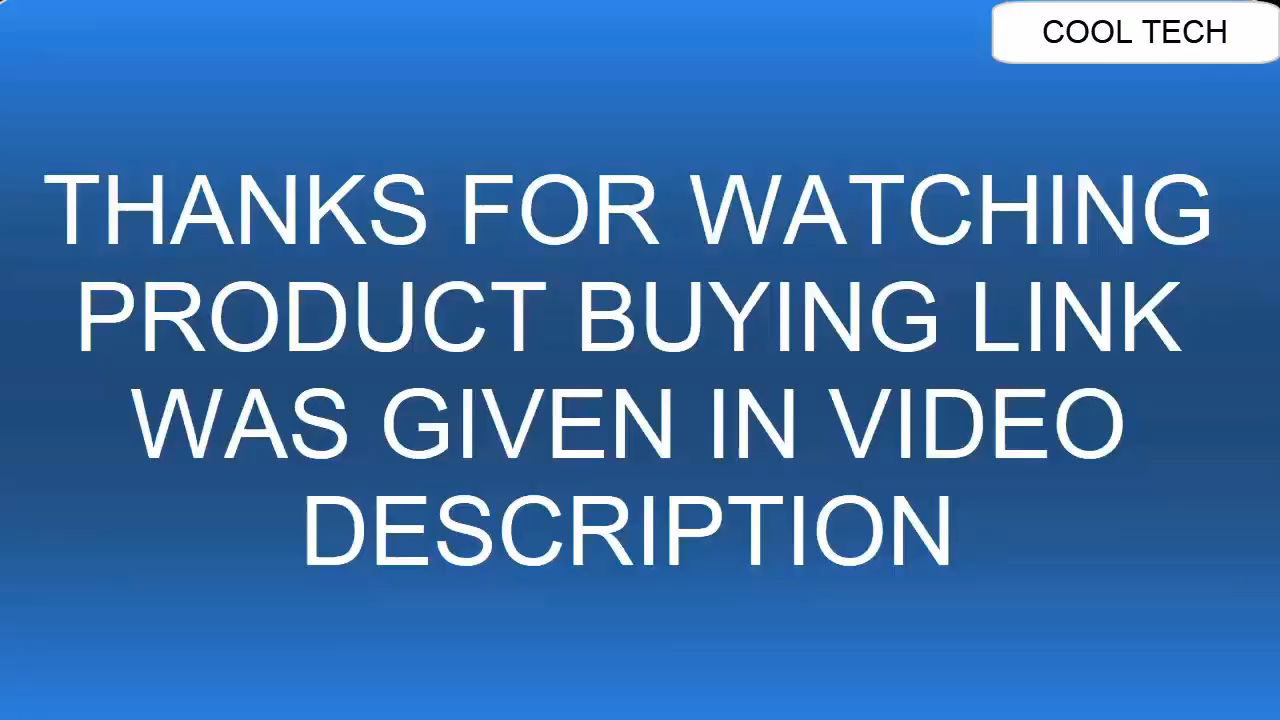 COOL TECH
THANKS FOR WATCHING
PRODUCT BUYING LINK
WAS GIVEN IN VIDEO
DESCRIPTION